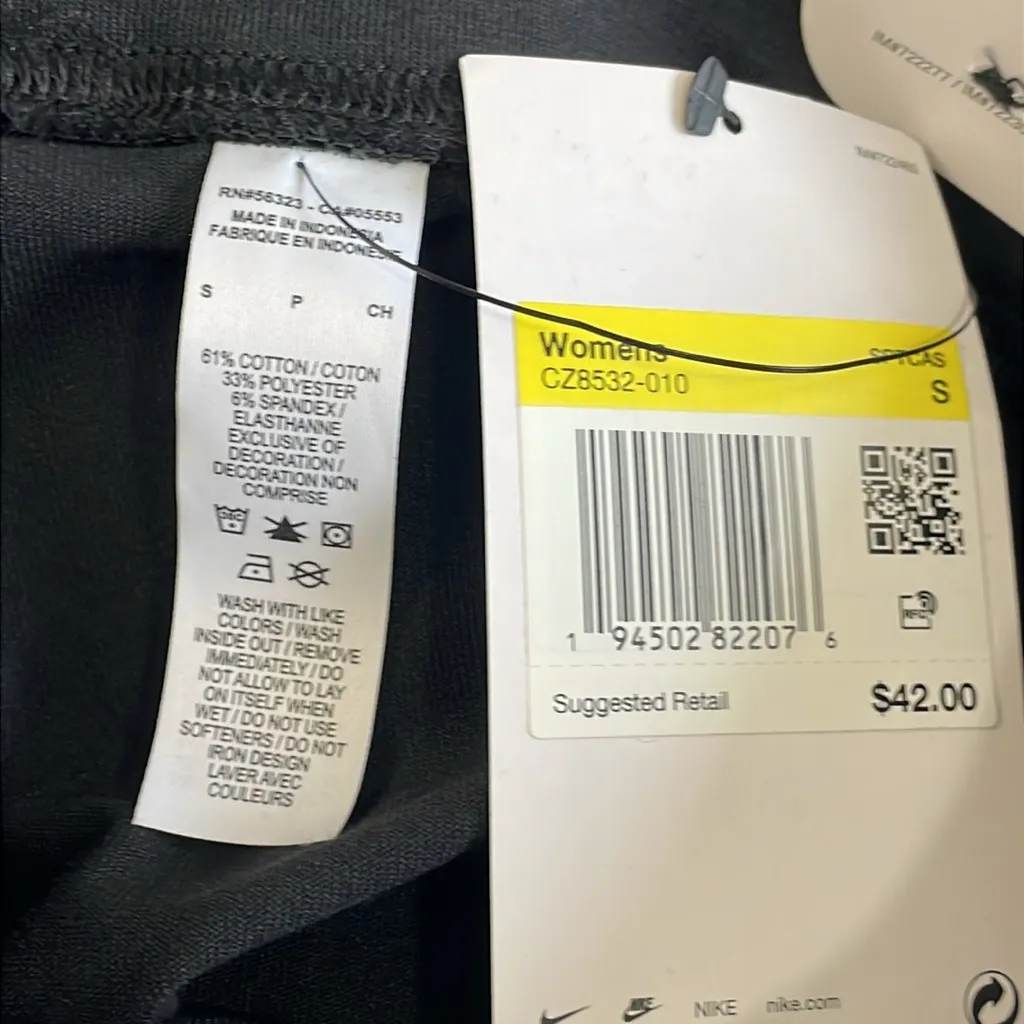 RN#56323 - CA#05553
MADE IN INDONESIA
FABRIQUE EN INDONESIE
S P CH
61% COTTON / COTON
33% POLYESTER
6% SPANDEX /
ELASTHANNE
EXCLUSIVE OF
DECORATION /
DECORATION NON
COMPRISE
30C
WASH WITH LIKE
COLORS / WASH
INSIDE OUT / REMOVE
IMMEDIATELY / DO
NOT ALLOW TO LAY
ON ITSELF WHEN
WET / DO NOT USE
SOFTENERS / DO NOT
IRON DESIGN
LAVER AVEC
COULEURS
Womens
CZ8532-010
S
1 94502 82207 6
Suggested Retail $42.00
NIKE
NIKE
nike.com